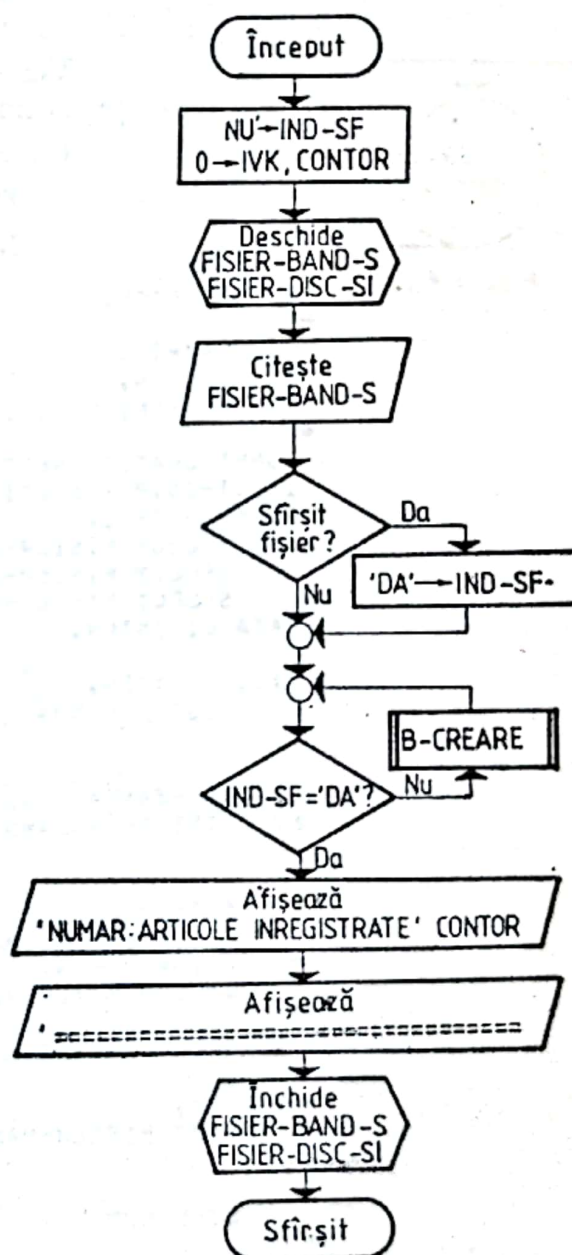 Început
NU'→IND-SF
0→IVK, CONTOR
Deschide
FISIER-BAND-S
FISIER-DISC-SI
Citește
FISIER-BAND-S
Sfîrșit
fișier?
Da
'DA'→IND-SF
Nu
B-CREARE
IND-SF='DA'?
Nu
Da
Afișează
'NUMAR:ARTICOLE INREGISTRATE' CONTOR
Afișează
' ==================================
Închide
FISIER-BAND-S
FISIER-DISC-SI
Sfîrșit